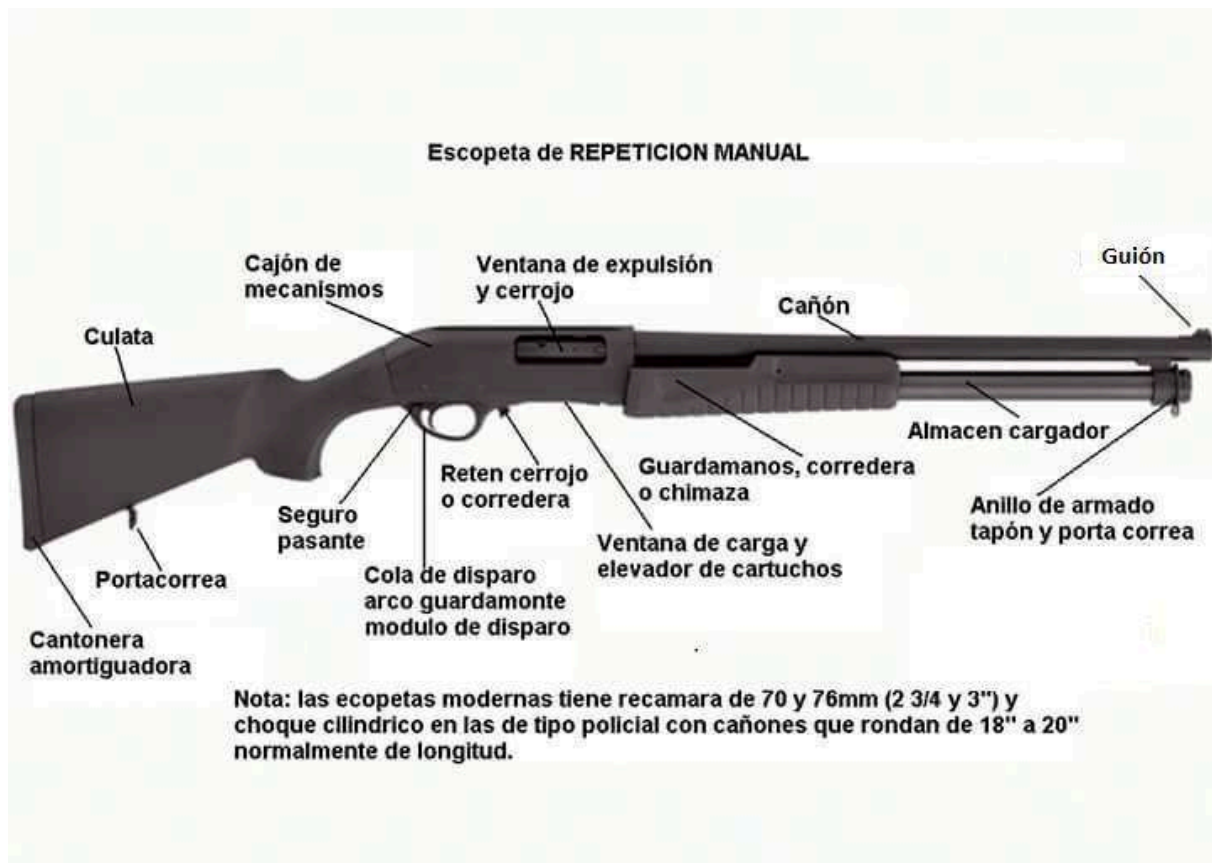 Escopeta de REPETICION MANUAL
Cajón de
mecanismos
Ventana de expulsión
y cerrojo
Guión
Cañón
Culata
Almacen cargador
Guardamanos, corredera
o chimaza
Reten cerrojo
o corredera
Anillo de armado
tapón y porta correa
Seguro
pasante
Ventana de carga y
elevador de cartuchos
Portacorrea
Cola de disparo
arco guardamonte
modulo de disparo
Cantonera
amortiguadora
Nota: las ecopetas modernas tiene recamara de 70 y 76mm (2 3/4 y 3") y
choque cilindrico en las de tipo policial con cañones que rondan de 18" a 20"
normalmente de longitud.